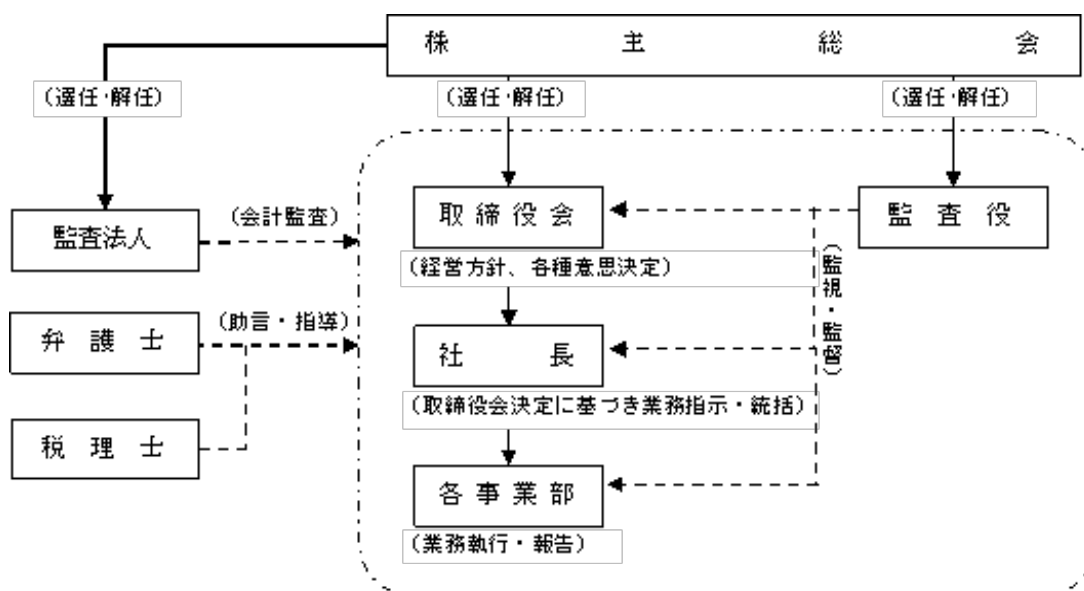 株主総会
(選任・解任)
(選任・解任)
(選任・解任)
取締役会
監査役
監査法人
(会計監査)
(経営方針、各種意思決定)
(監視・監督)
弁護士
(助言・指導)
社長
(取締役会決定に基づき業務指示・統括)
税理士
各事業部
(業務執行・報告)